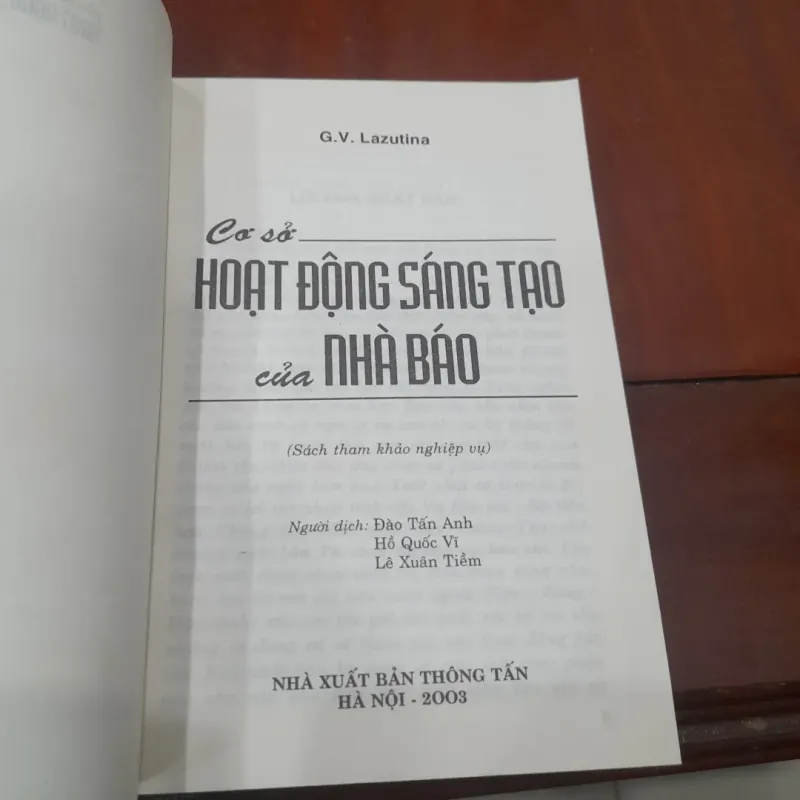 G.V. Lazutina
Cơ sở
HOẠT ĐỘNG SÁNG TẠO
của NHÀ BÁO
(Sách tham khảo nghiệp vụ)
Người dịch: Đào Tấn Anh
Hồ Quốc Vĩ
Lê Xuân Tiềm
NHÀ XUẤT BẢN THÔNG TẤN
HÀ NỘI - 2003